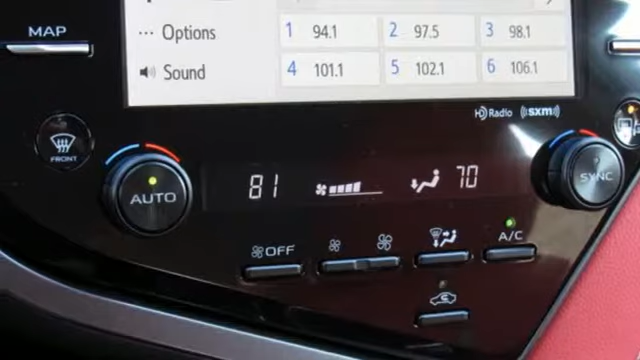 MAP
Options
1 94.1 2 97.5 3 98.1
Sound
4 101.1 5 102.1 6 106.1
HD Radio ((sxm))
FRONT
AUTO
81
70
SYNC
OFF
A/C